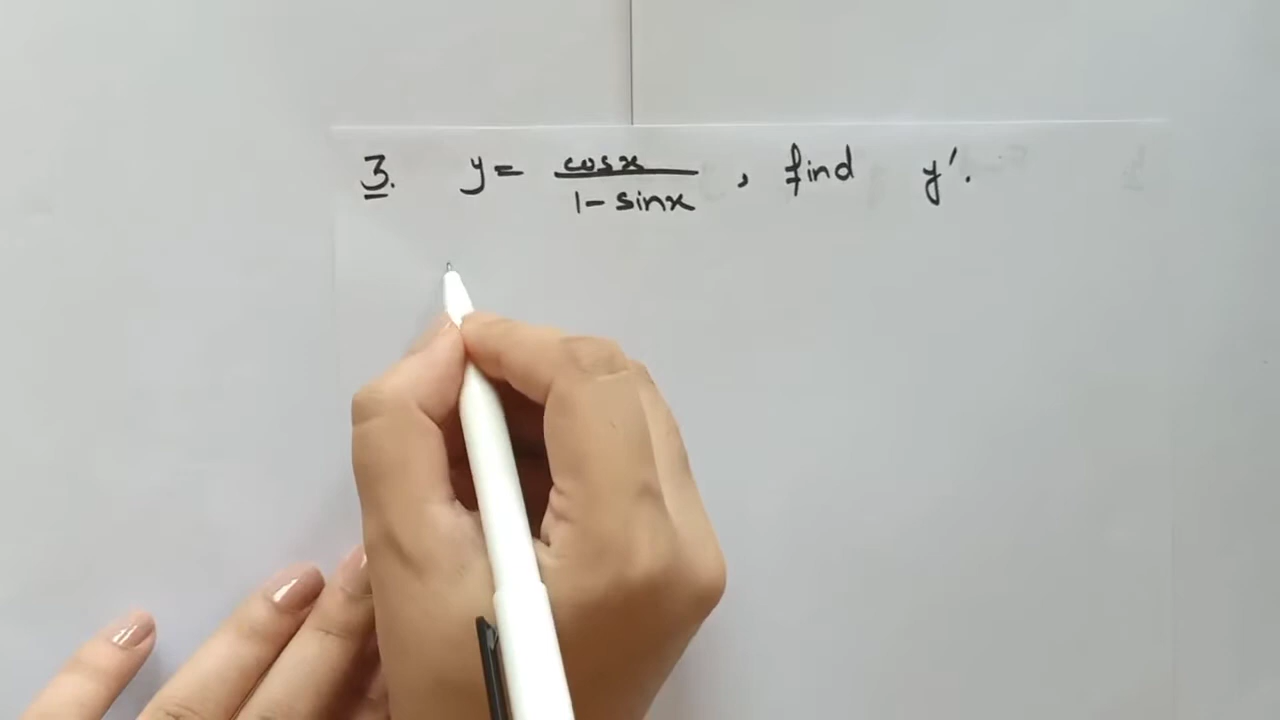 3. y = cosx / 1 - sinx , find y'.